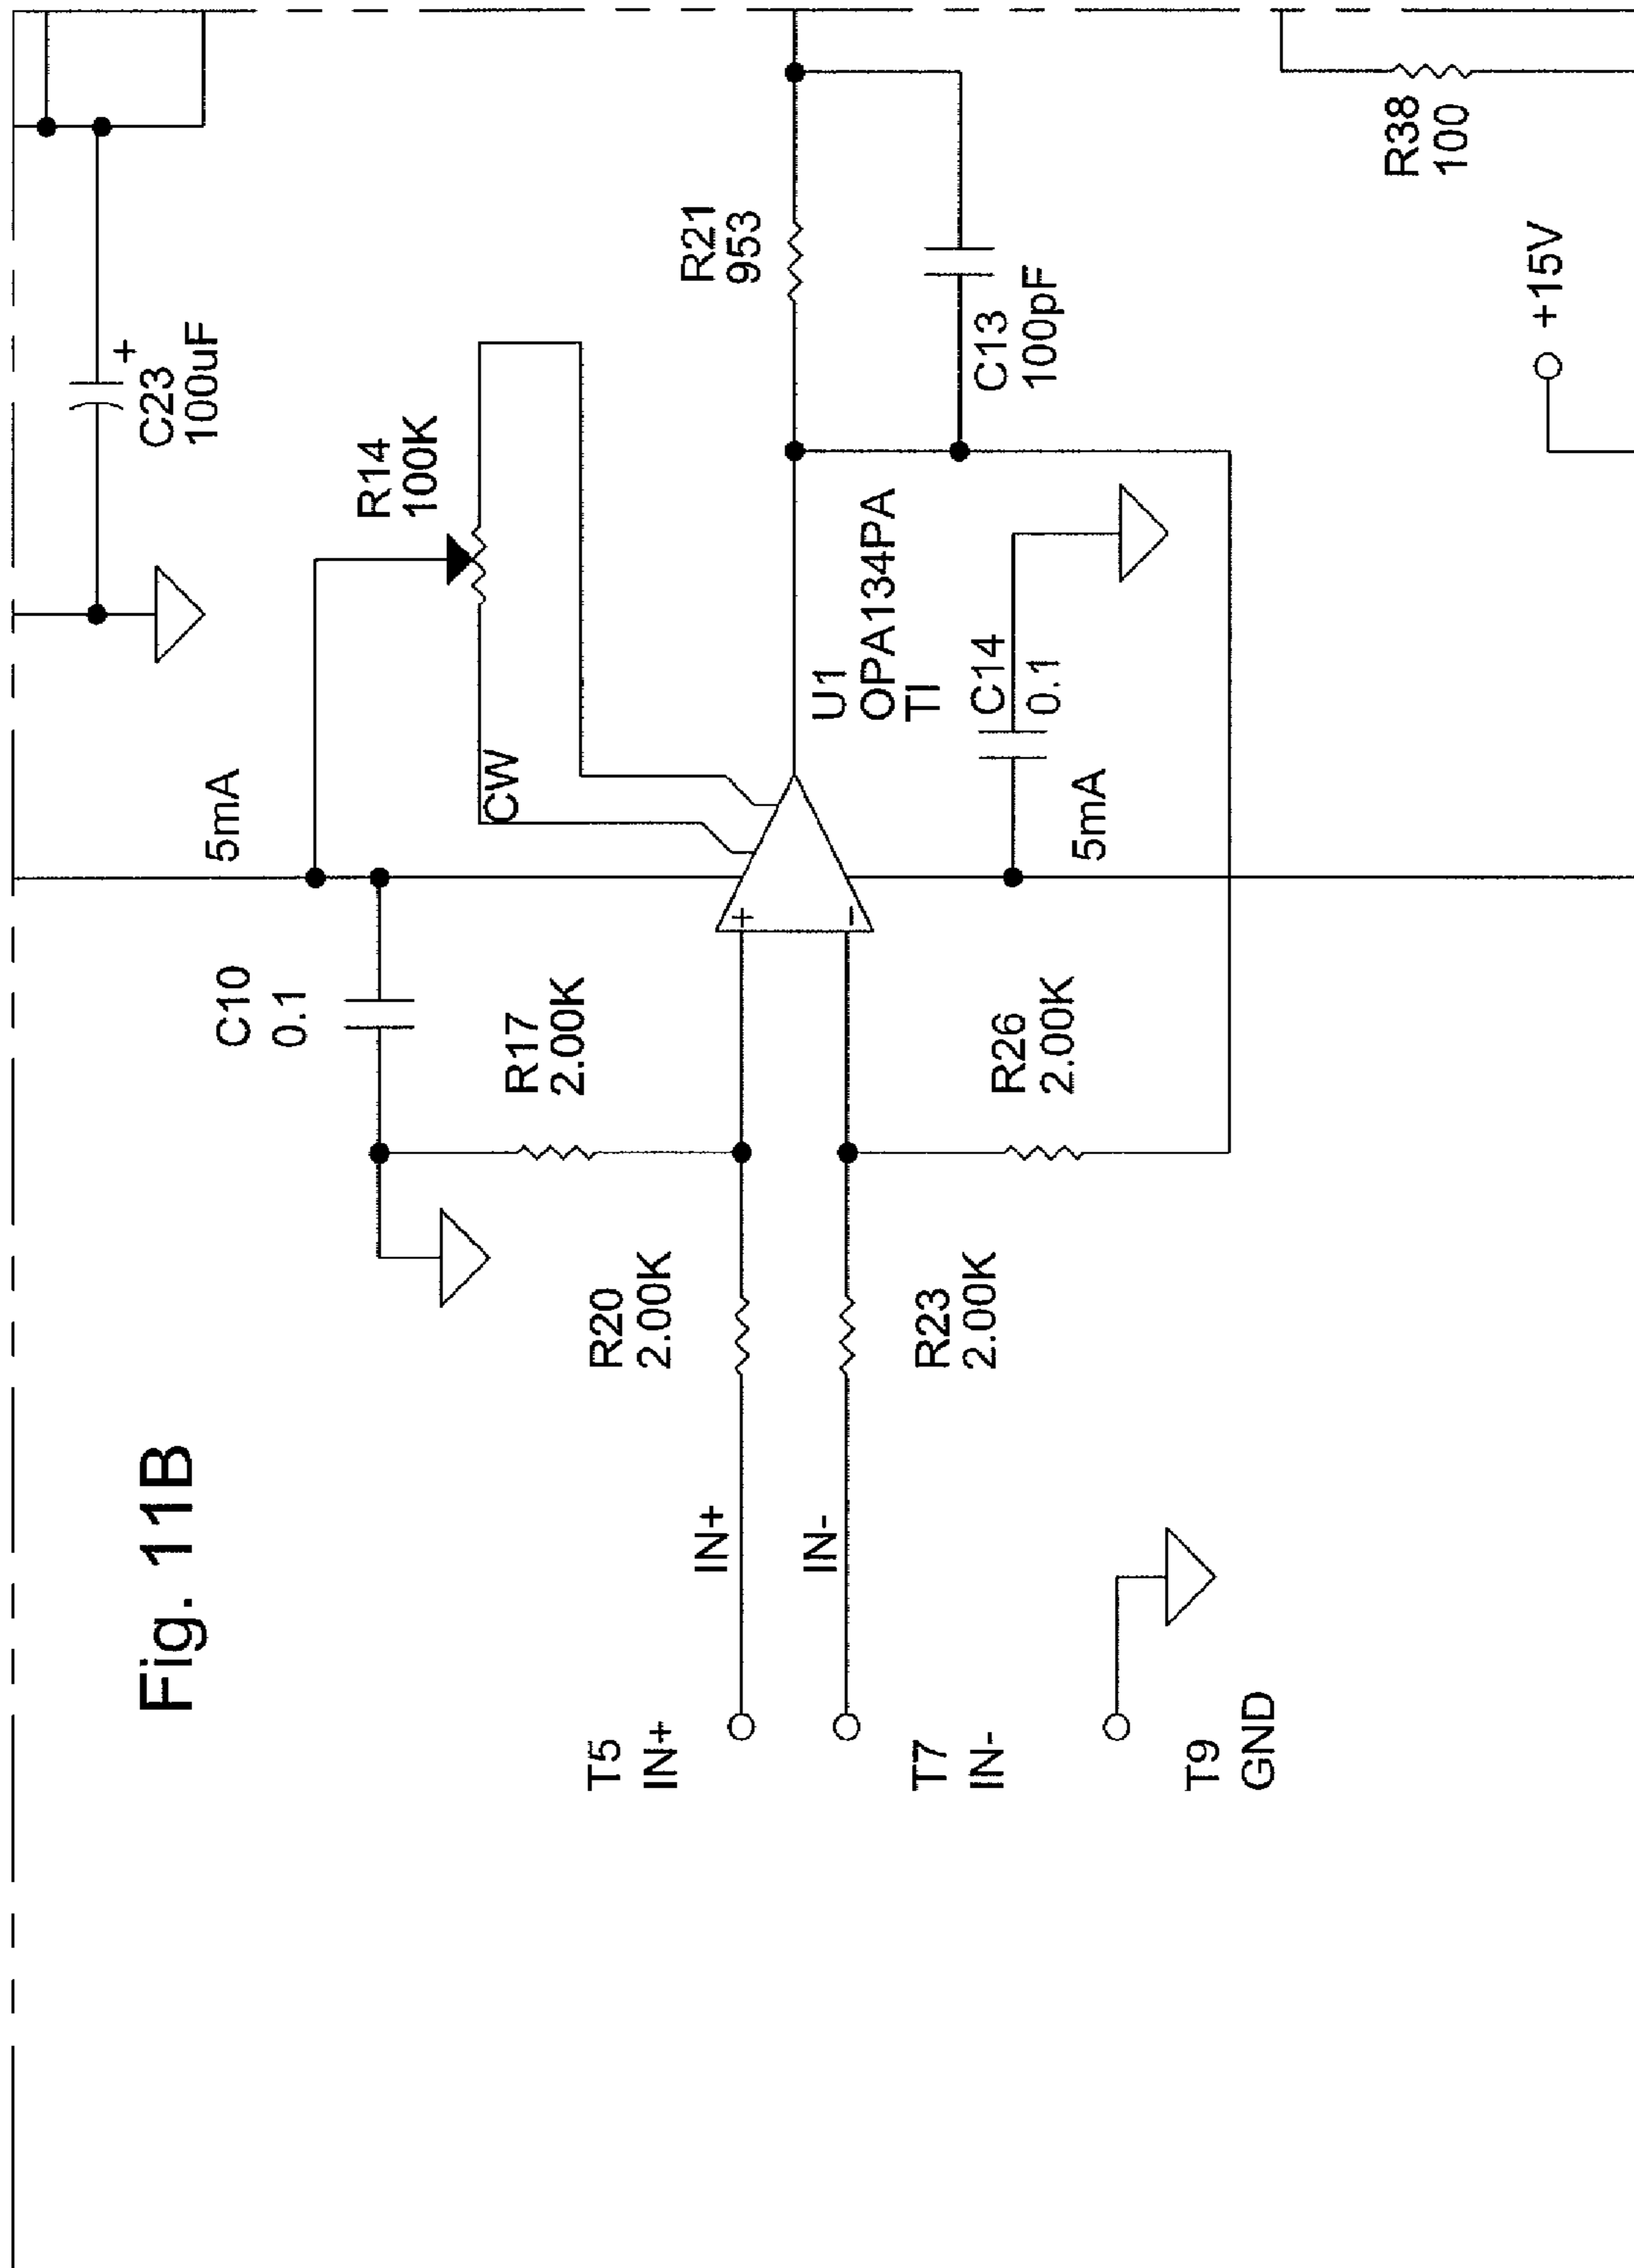 Fig. 11B
C23
100uF
+
R14
100K
5mA
CW
C10
0.1
R17
2.00K
R20
2.00K
R21
953
C13
100pF
U1
OPA134PA
TI
+
-
C14
0.1
5mA
R26
2.00K
R23
2.00K
IN+
IN-
T5
IN+
T7
IN-
T9
GND
R38
100
+15V